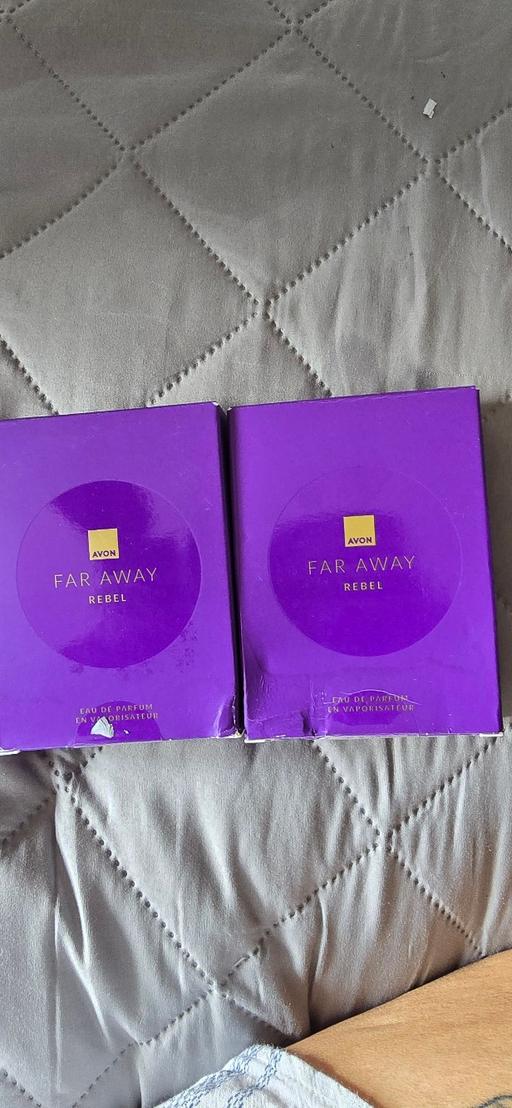 AVON
FAR AWAY
REBEL
EAU DE PARFUM
EN VAPORISATEUR
AVON
FAR AWAY
REBEL
EAU DE PARFUM
EN VAPORISATEUR